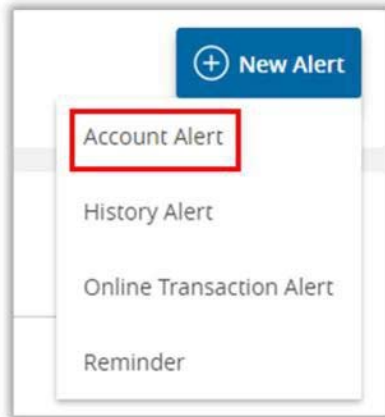 New Alert
Account Alert
History Alert
Online Transaction Alert
Reminder